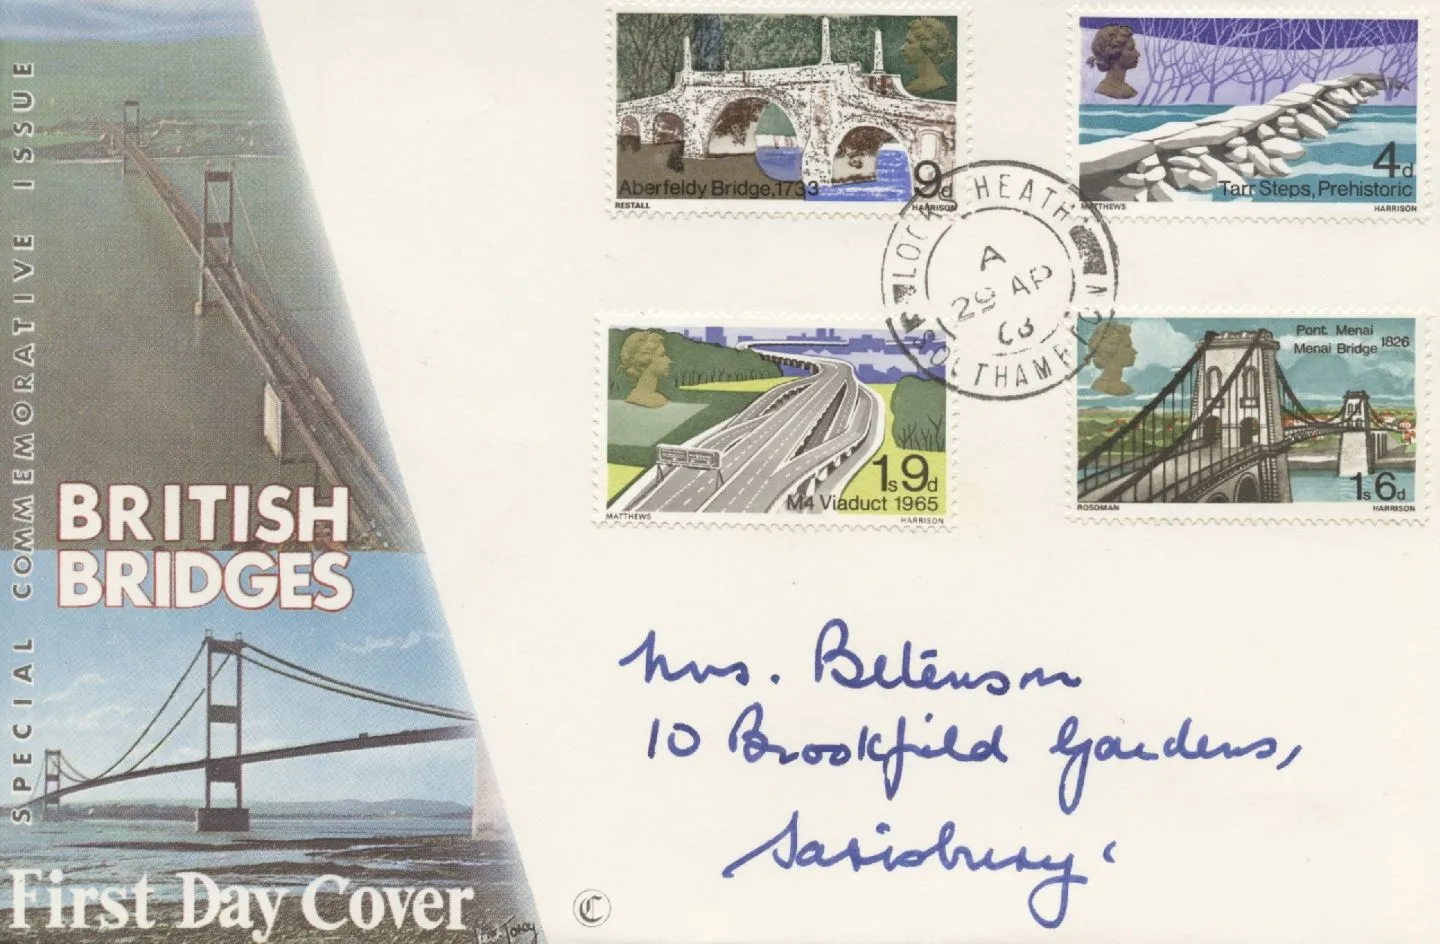 SPECIAL COMMEMORATIVE ISSUE
BRITISH
BRIDGES
First Day Cover
Aberfeldy Bridge, 1733
9d
RESTALL
HARRISON
4d
Tarr Steps, Prehistoric
MATTHEWS
HARRISON
LOCKS HEATH
A
29 AP
68
SOUTHAMPTON
1s9d
M4 Viaduct 1965
MATTHEWS
HARRISON
Pont Menai
Menai Bridge 1826
1s6d
ROSOMAN
HARRISON
Mrs.
10 Brookfield Gardens,
Sarisbury
C